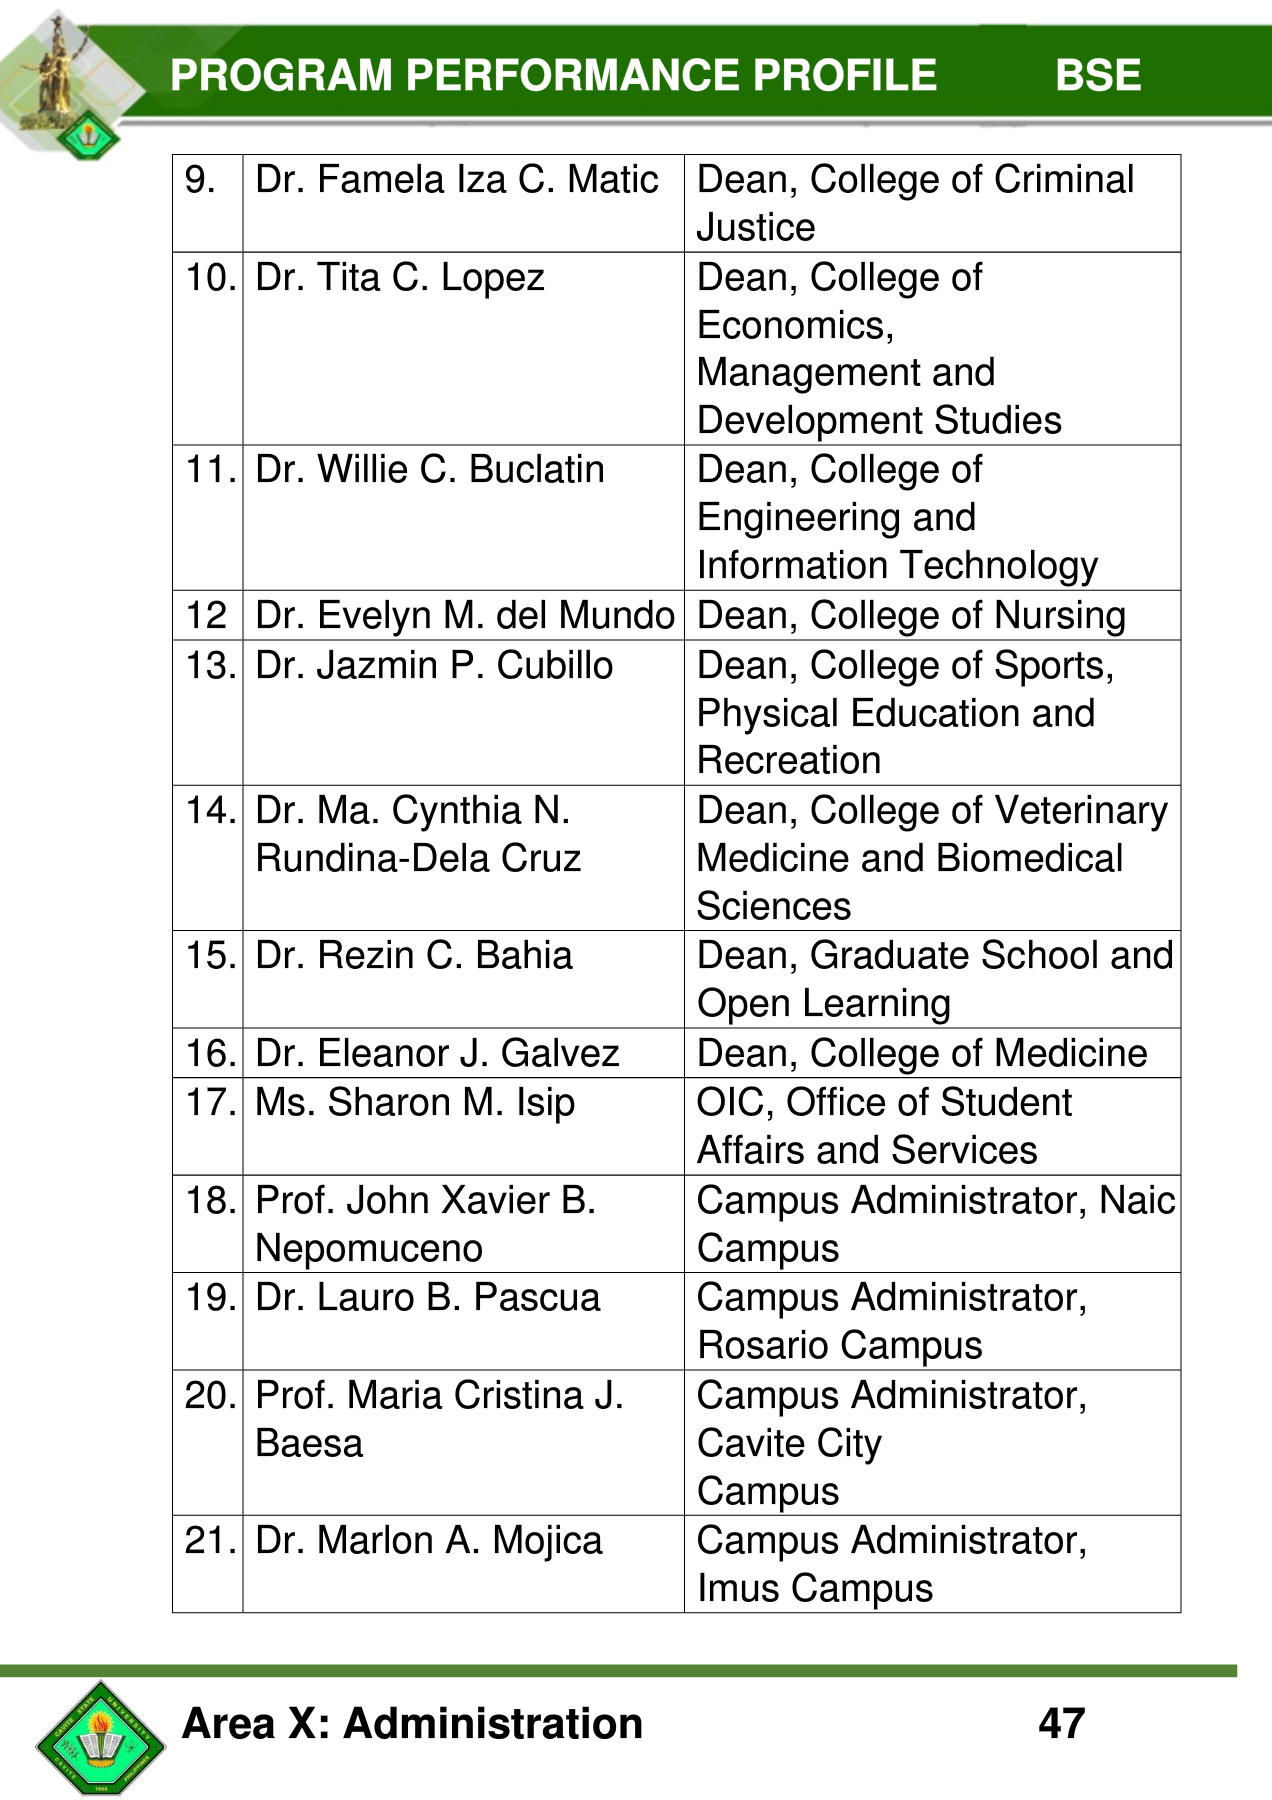 PROGRAM PERFORMANCE PROFILE BSE
9. Dr. Famela Iza C. Matic Dean, College of Criminal
Justice
10. Dr. Tita C. Lopez Dean, College of
Economics,
Management and
Development Studies
11. Dr. Willie C. Buclatin Dean, College of
Engineering and
Information Technology
12 Dr. Evelyn M. del Mundo Dean, College of Nursing
13. Dr. Jazmin P. Cubillo Dean, College of Sports,
Physical Education and
Recreation
14. Dr. Ma. Cynthia N. Dean, College of Veterinary
Rundina-Dela Cruz Medicine and Biomedical
Sciences
15. Dr. Rezin C. Bahia Dean, Graduate School and
Open Learning
16. Dr. Eleanor J. Galvez Dean, College of Medicine
17. Ms. Sharon M. Isip OIC, Office of Student
Affairs and Services
18. Prof. John Xavier B. Campus Administrator, Naic
Nepomuceno Campus
19. Dr. Lauro B. Pascua Campus Administrator,
Rosario Campus
20. Prof. Maria Cristina J. Campus Administrator,
Baesa Cavite City
Campus
21. Dr. Marlon A. Mojica Campus Administrator,
Imus Campus
CAVITE STATE UNIVERSITY
CAVITE PHILIPPINES
1906
Area X: Administration 47